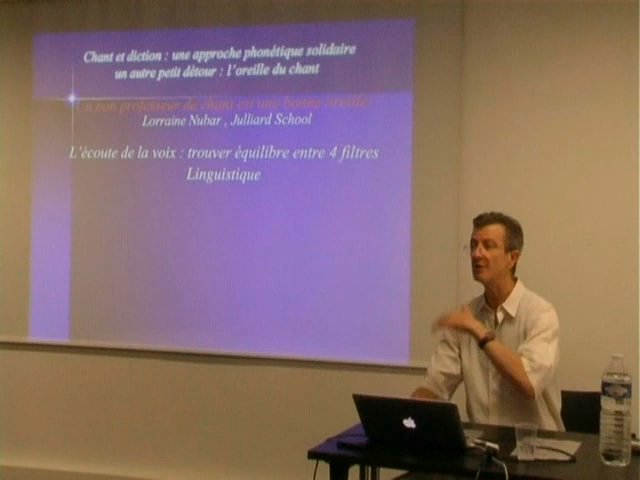 Chant et diction : une approche phonétique solidaire
un autre petit détour : l'oreille du chant
Un bon professeur de chant est une bonne oreille
Lorraine Nubar , Julliard School
L'écoute de la voix : trouver équilibre entre 4 filtres
Linguistique